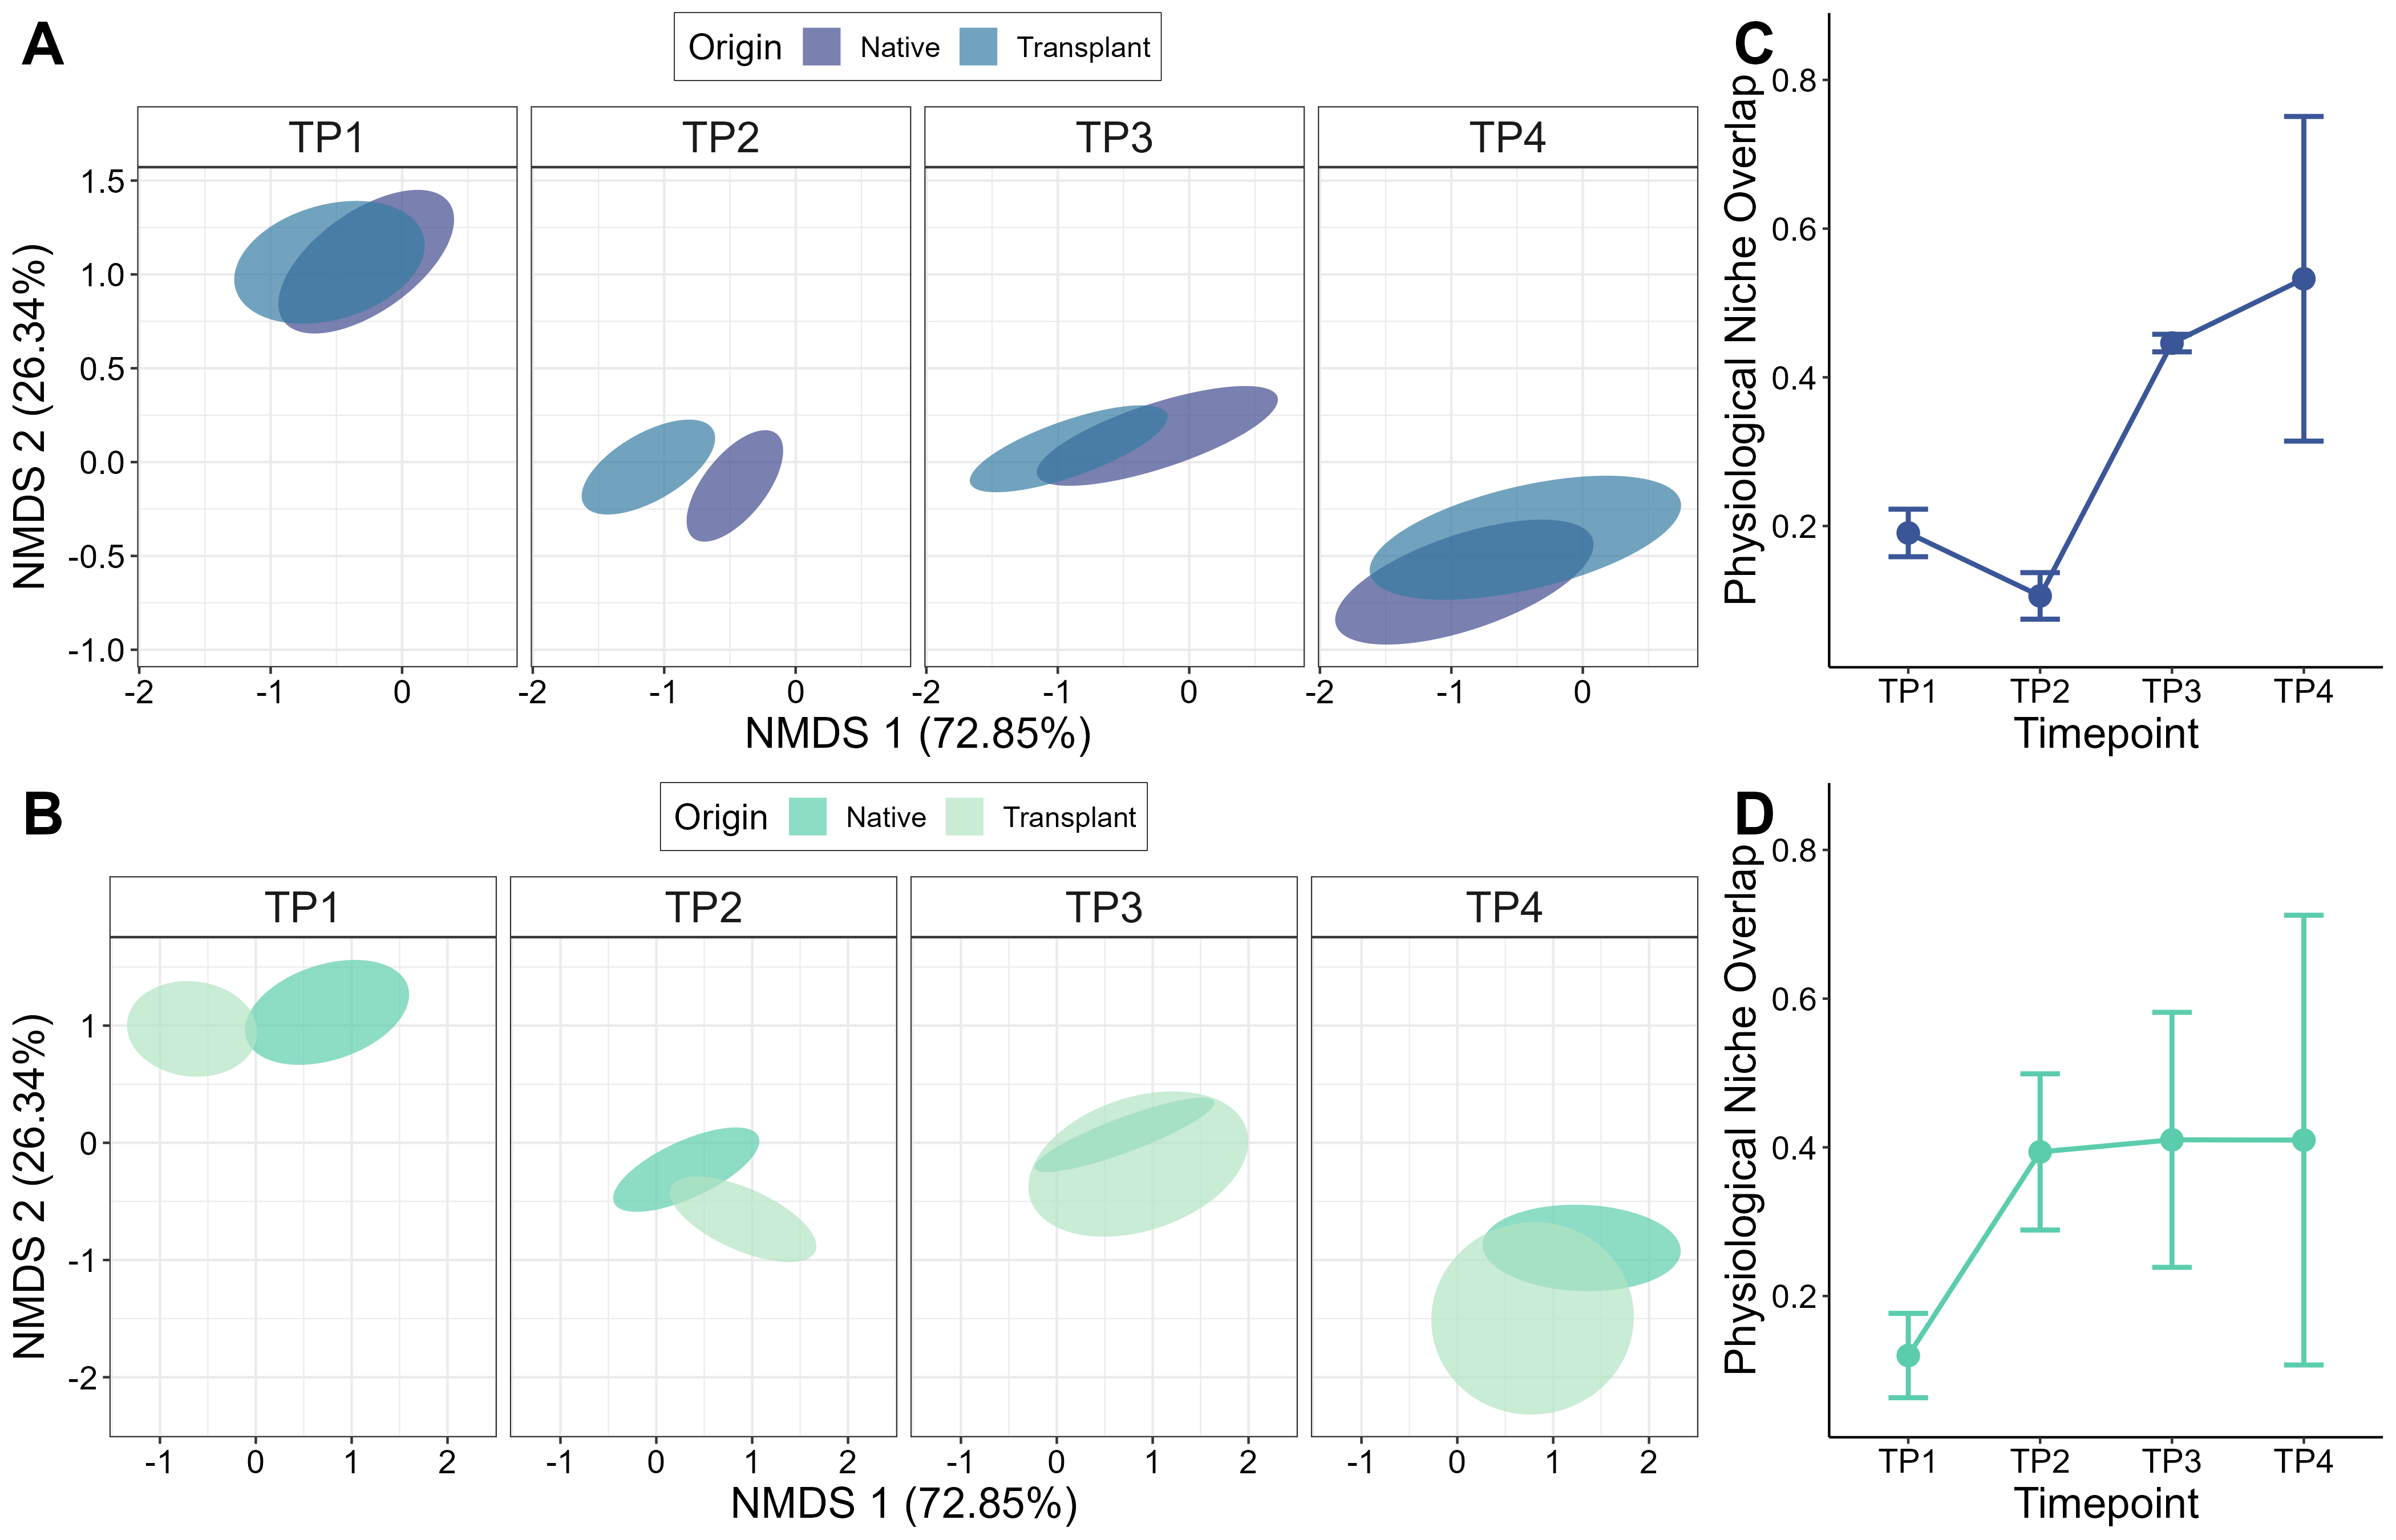 A
Origin Native Transplant
TP1 TP2 TP3 TP4
NMDS 2 (26.34%)
1.5
1.0
0.5
0.0
-0.5
-1.0
-2 -1 0 -2 -1 0 -2 -1 0 -2 -1 0
NMDS 1 (72.85%)
C
Physiological Niche Overlap
0.8
0.6
0.4
0.2
TP1 TP2 TP3 TP4
Timepoint
B
Origin Native Transplant
TP1 TP2 TP3 TP4
NMDS 2 (26.34%)
1
0
-1
-2
-1 0 1 2 -1 0 1 2 -1 0 1 2 -1 0 1 2
NMDS 1 (72.85%)
D
Physiological Niche Overlap
0.8
0.6
0.4
0.2
TP1 TP2 TP3 TP4
Timepoint